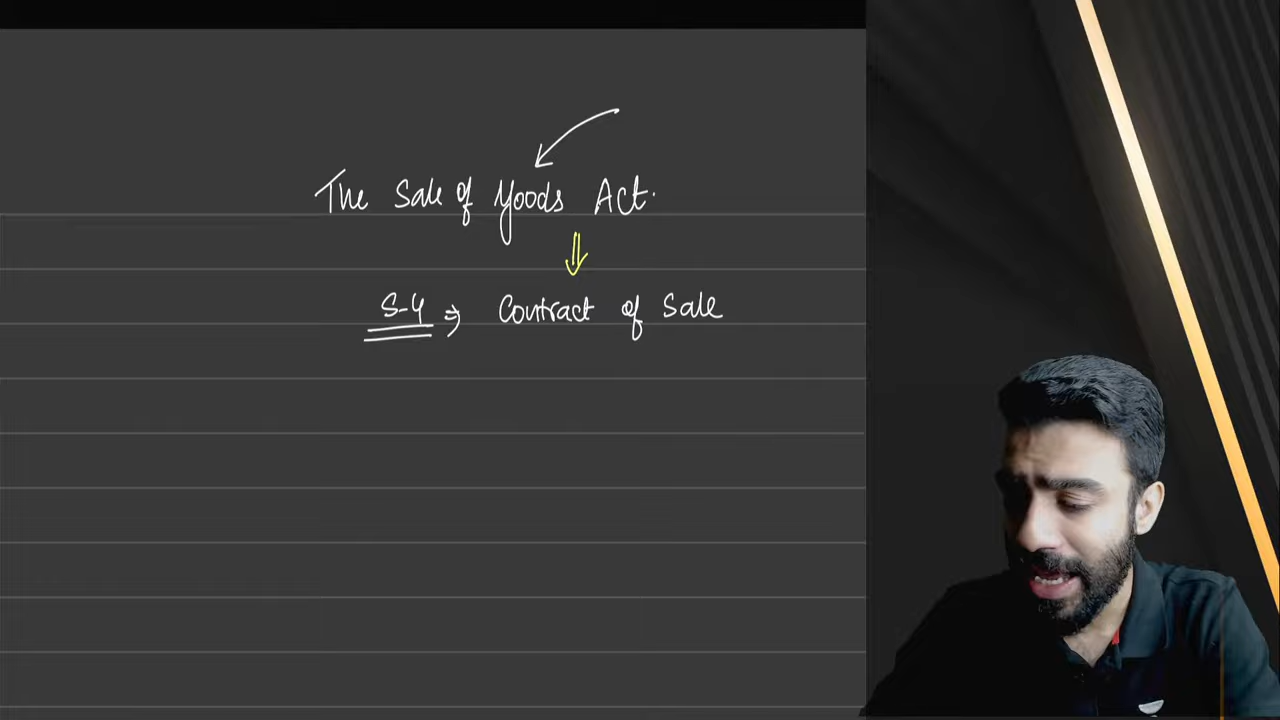 The Sale of Goods Act.
S-4 ⇒ Contract of Sale